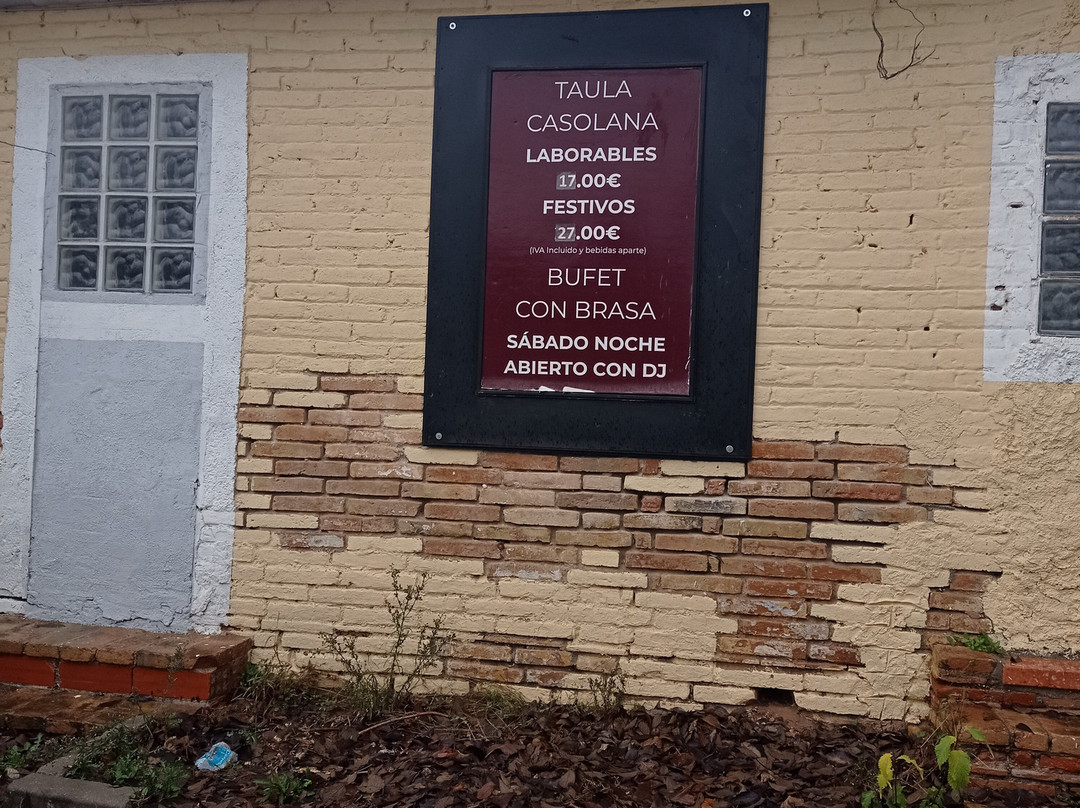 TAULA
CASOLANA
LABORABLES
17.00€
FESTIVOS
27.00€
(IVA Incluido y bebidas aparte)
BUFET
CON BRASA
SÁBADO NOCHE
ABIERTO CON DJ